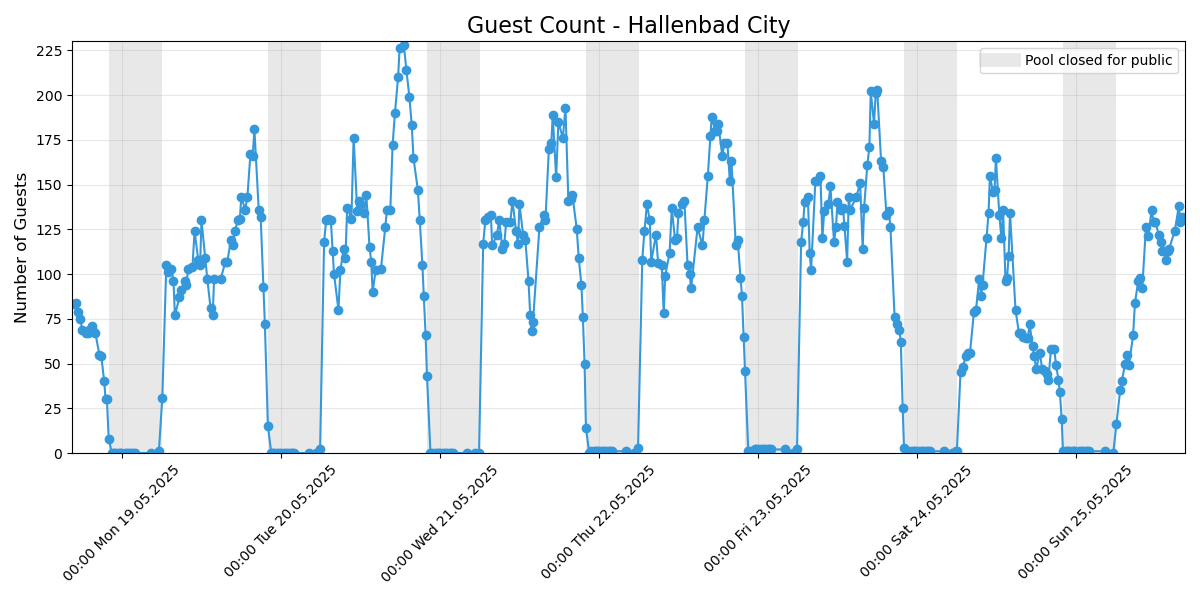 Guest Count - Hallenbad City
Pool closed for public
Number of Guests
225
200
175
150
125
100
75
50
25
0
00:00 Mon 19.05.2025
00:00 Tue 20.05.2025
00:00 Wed 21.05.2025
00:00 Thu 22.05.2025
00:00 Fri 23.05.2025
00:00 Sat 24.05.2025
00:00 Sun 25.05.2025